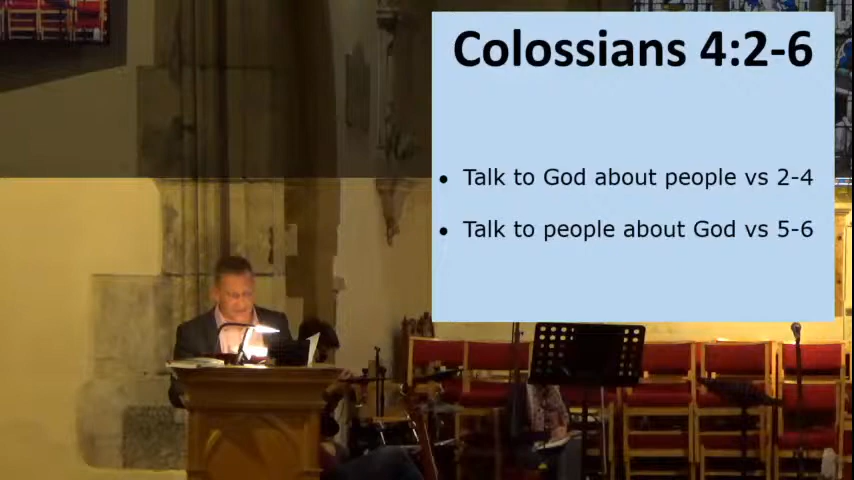 Colossians 4:2-6
• Talk to God about people vs 2-4
• Talk to people about God vs 5-6